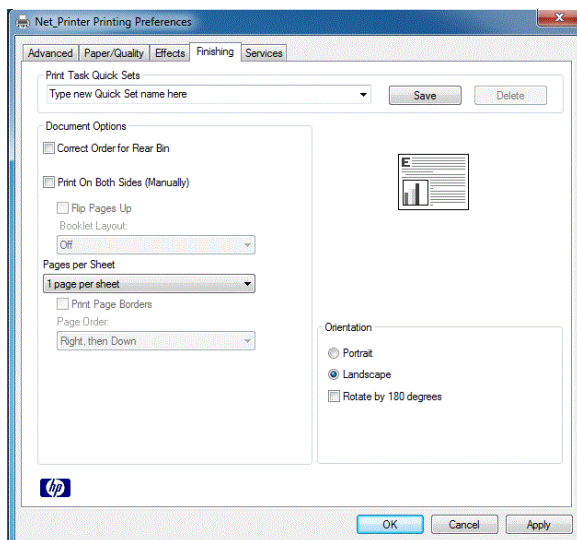 Net_Printer Printing Preferences
Advanced Paper/Quality Effects Finishing Services
Print Task Quick Sets
Type new Quick Set name here Save Delete
Document Options
Correct Order for Rear Bin
E
Print On Both Sides (Manually)
Flip Pages Up
Booklet Layout:
Off
Pages per Sheet
1 page per sheet
Print Page Borders
Page Order:
Right, then Down
Orientation
Portrait
Landscape
Rotate by 180 degrees
hp
OK Cancel Apply